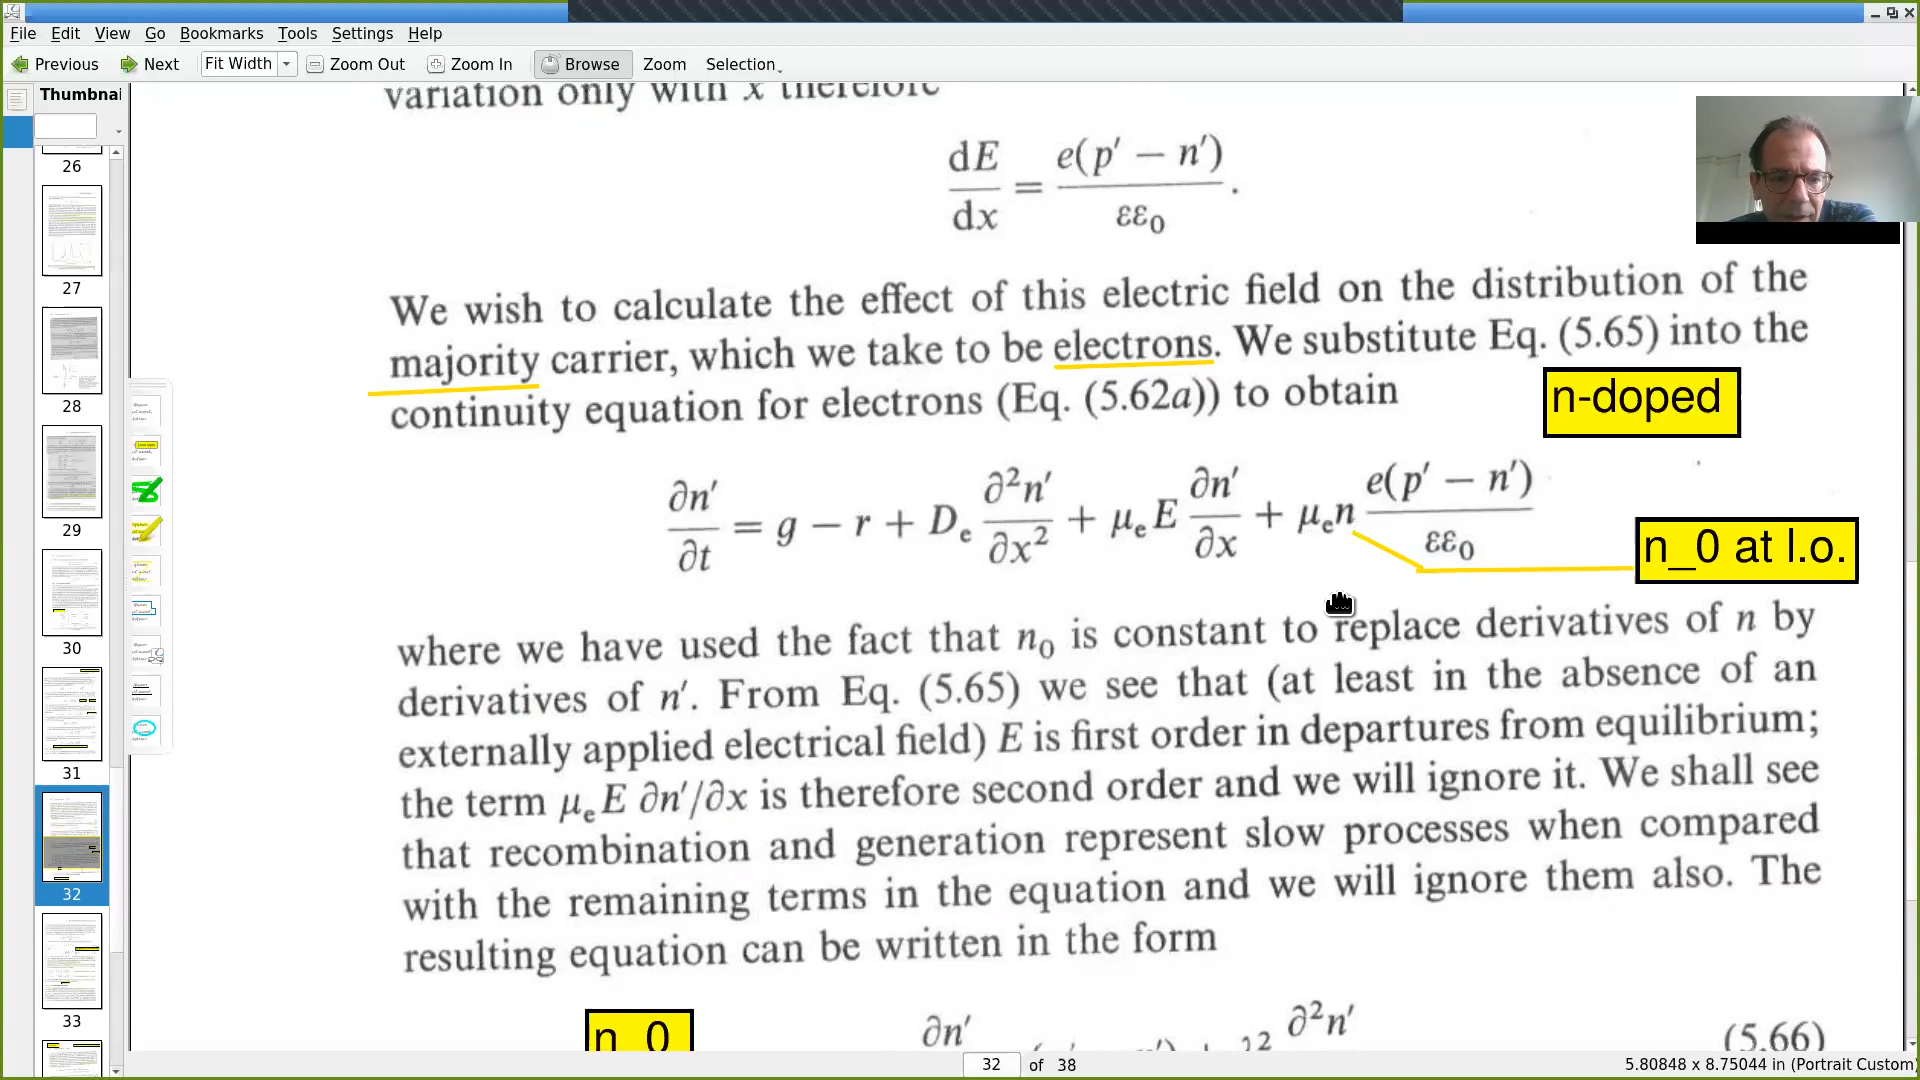 File Edit View Go Bookmarks Tools Settings Help
Previous Next Fit Width Zoom Out Zoom In Browse Zoom Selection
Thumbnai
26
27
28
29
30
31
32
33
variation only with x therefore
dE/dx = e(p′ − n′)/εε₀.
We wish to calculate the effect of this electric field on the distribution of the
majority carrier, which we take to be electrons. We substitute Eq. (5.65) into the
continuity equation for electrons (Eq. (5.62a)) to obtain
n-doped
∂n′/∂t = g − r + Dₑ ∂²n′/∂x² + μₑE ∂n′/∂x + μₑn e(p′ − n′)/εε₀
n_0 at l.o.
where we have used the fact that n₀ is constant to replace derivatives of n by
derivatives of n′. From Eq. (5.65) we see that (at least in the absence of an
externally applied electrical field) E is first order in departures from equilibrium;
the term μₑE ∂n′/∂x is therefore second order and we will ignore it. We shall see
that recombination and generation represent slow processes when compared
with the remaining terms in the equation and we will ignore them also. The
resulting equation can be written in the form
n_0
∂n′ ∂²n′ (5.66)
32 of 38
5.80848 x 8.75044 in (Portrait Custom)